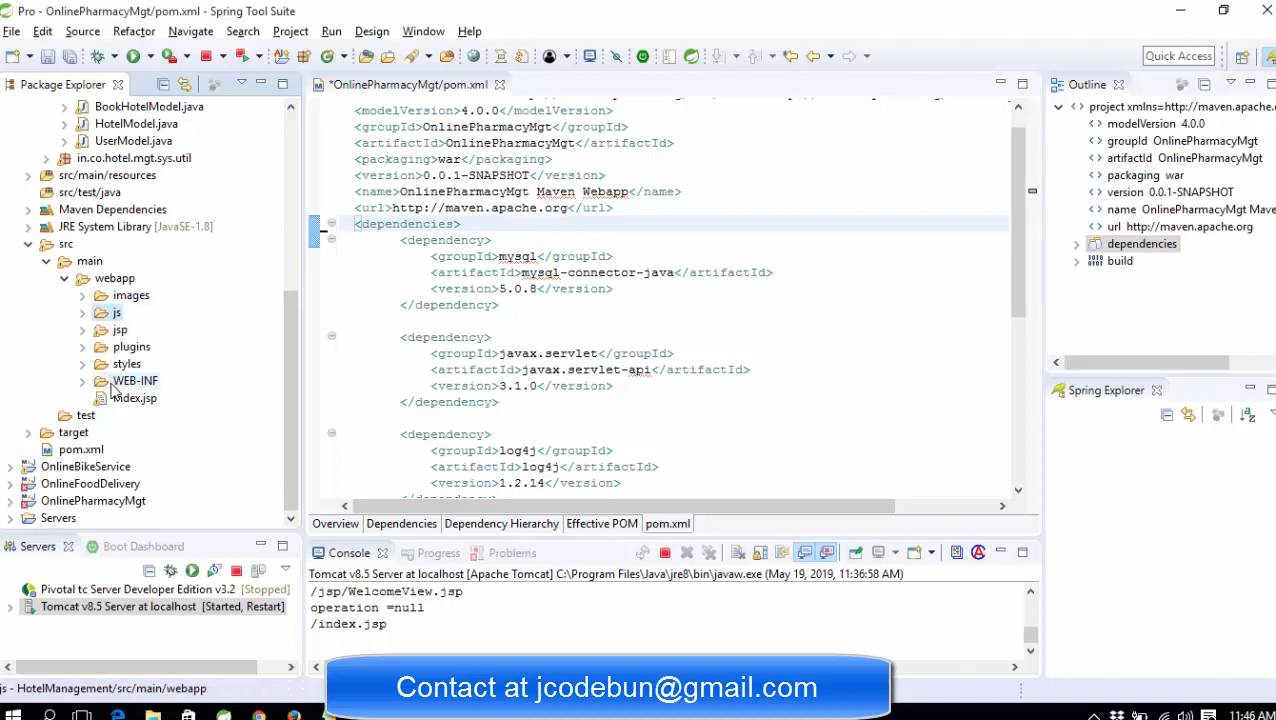 Pro - OnlinePharmacyMgt/pom.xml - Spring Tool Suite
File Edit Source Refactor Navigate Search Project Run Design Window Help
Quick Access
Package Explorer
BookHotelModel.java
HotelModel.java
UserModel.java
in.co.hotel.mgt.sys.util
src/main/resources
src/test/java
Maven Dependencies
JRE System Library [JavaSE-1.8]
src
main
webapp
images
js
jsp
plugins
styles
WEB-INF
index.jsp
test
target
pom.xml
OnlineBikeService
OnlineFoodDelivery
OnlinePharmacyMgt
Servers
*OnlinePharmacyMgt/pom.xml
<modelVersion>4.0.0</modelVersion>
<groupId>OnlinePharmacyMgt</groupId>
<artifactId>OnlinePharmacyMgt</artifactId>
<packaging>war</packaging>
<version>0.0.1-SNAPSHOT</version>
<name>OnlinePharmacyMgt Maven Webapp</name>
<url>http://maven.apache.org</url>
<dependencies>
<dependency>
<groupId>mysql</groupId>
<artifactId>mysql-connector-java</artifactId>
<version>5.0.8</version>
</dependency>
<dependency>
<groupId>javax.servlet</groupId>
<artifactId>javax.servlet-api</artifactId>
<version>3.1.0</version>
</dependency>
<dependency>
<groupId>log4j</groupId>
<artifactId>log4j</artifactId>
<version>1.2.14</version>
Overview Dependencies Dependency Hierarchy Effective POM pom.xml
Outline
project xmlns=http://maven.apache.
modelVersion 4.0.0
groupId OnlinePharmacyMgt
artifactId OnlinePharmacyMgt
packaging war
version 0.0.1-SNAPSHOT
name OnlinePharmacyMgt Mave
url http://maven.apache.org
dependencies
build
Spring Explorer
Servers Boot Dashboard
Pivotal tc Server Developer Edition v3.2 [Stopped]
Tomcat v8.5 Server at localhost [Started, Restart]
Console Progress Problems
Tomcat v8.5 Server at localhost [Apache Tomcat] C:\Program Files\Java\jre8\bin\javaw.exe (May 19, 2019, 11:36:58 AM)
/jsp/WelcomeView.jsp
operation =null
/index.jsp
js - HotelManagement/src/main/webapp
Contact at jcodebun@gmail.com
11:46 AM